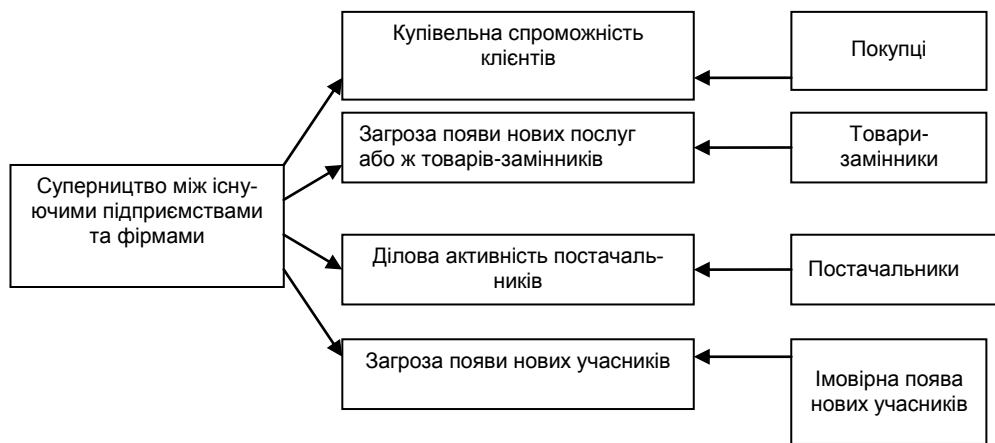 Купівельна спроможність
клієнтів
Покупці
Загроза появи нових послуг
або ж товарів-замінників
Товари-
замінники
Суперництво між існу-
ючими підприємствами
та фірмами
Ділова активність постачаль-
ників
Постачальники
Загроза появи нових учасників
Імовірна поява
нових учасників